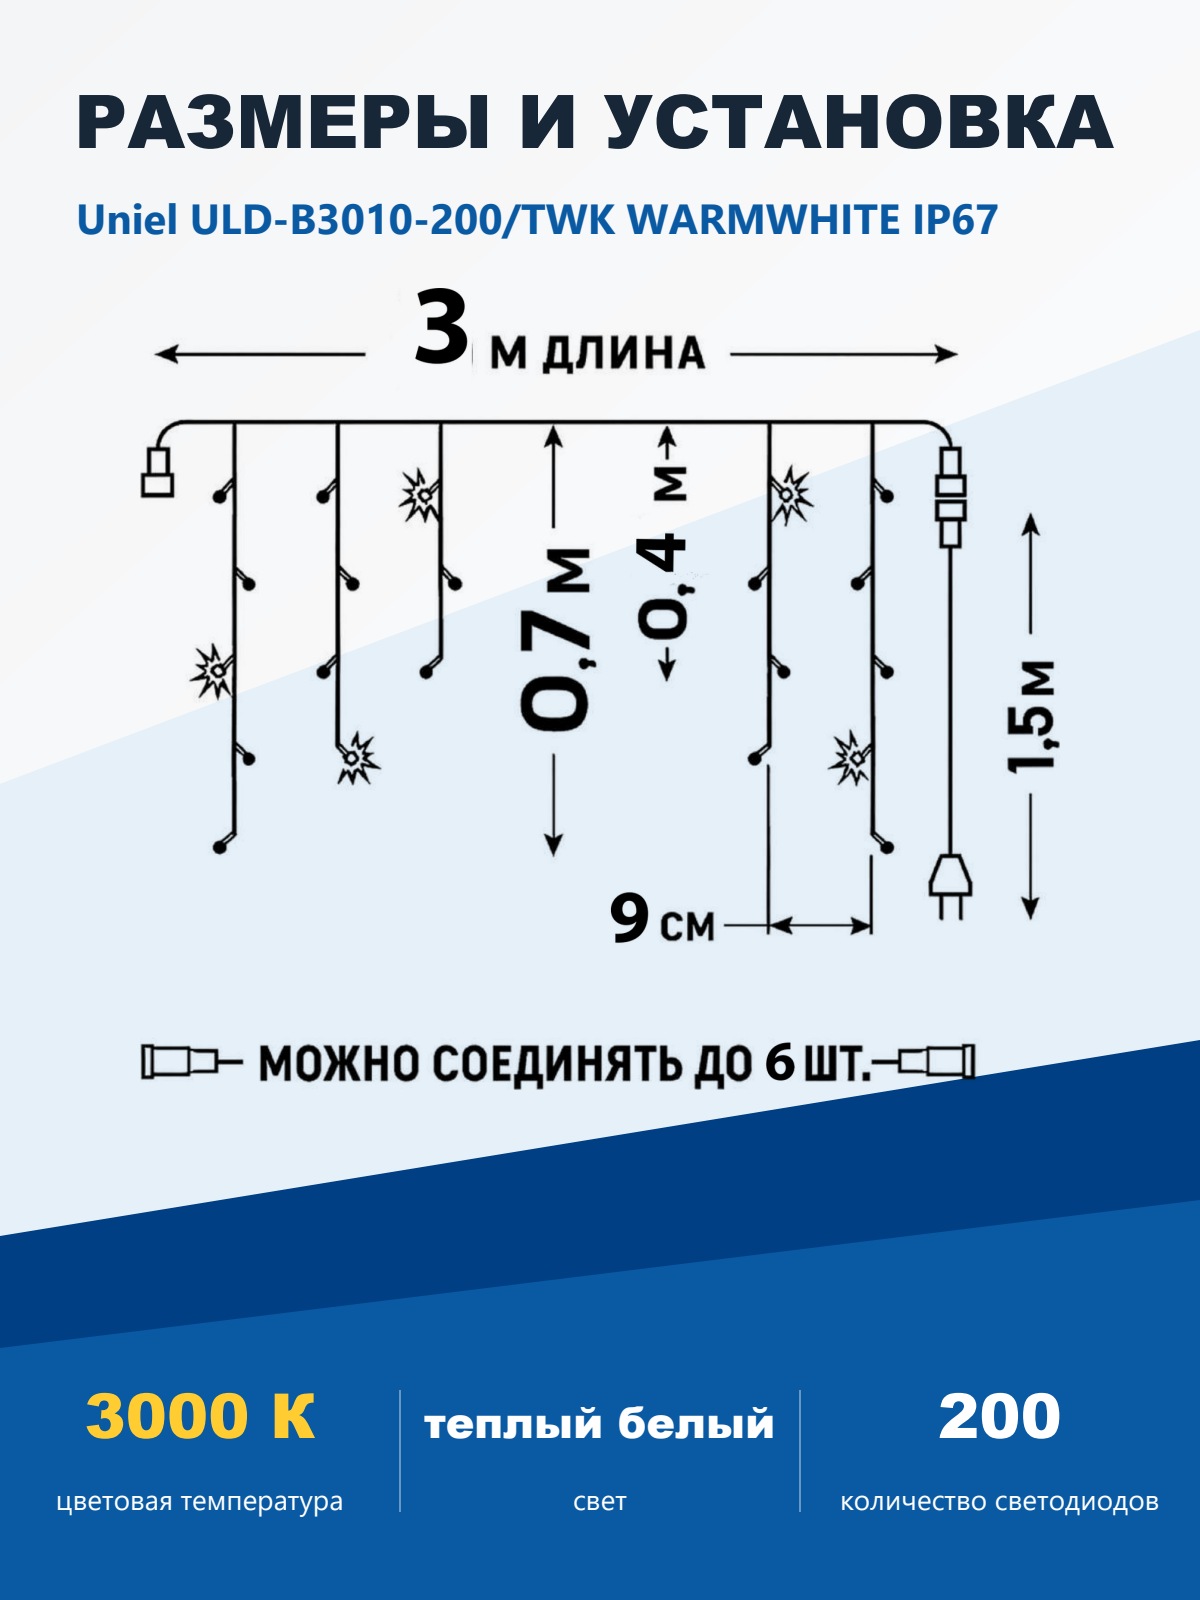 РАЗМЕРЫ И УСТАНОВКА
Uniel ULD-B3010-200/TWK WARMWHITE IP67
3 М ДЛИНА
0,7 М
0,4 М
1,5 М
9 СМ
МОЖНО СОЕДИНЯТЬ ДО 6 ШТ.
3000 К
цветовая температура
теплый белый
свет
200
количество светодиодов